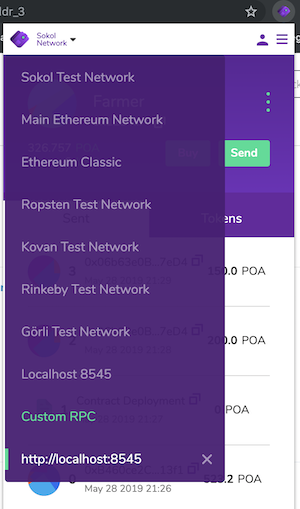 ldr_3
Sokol
Network
Sokol Test Network
Farmer
Main Ethereum Network
Ethereum Classic
Buy
Send
Ropsten Test Network
Sent
Tokens
Kovan Test Network
150.0 POA
Rinkeby Test Network
Görli Test Network
200.0 POA
Localhost 8545
Contract Deployment
Custom RPC
0 POA
http://localhost:8545
May 28 2019 21:26